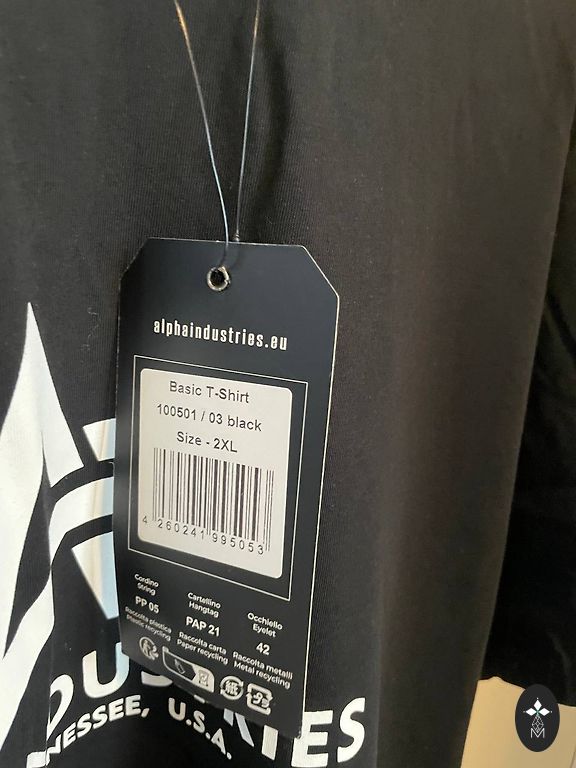 alphaindustries.eu
Basic T-Shirt
100501 / 03 black
Size - 2XL
4 260241 995053
Cordino
String
PP 05
Raccolta plastica
Plastic recycling
Cartellino
Hangtag
PAP 21
Raccolta carta
Paper recycling
Occhiello
Eyelet
42
Raccolta metalli
Metal recycling
NESSEE, U.S.A.